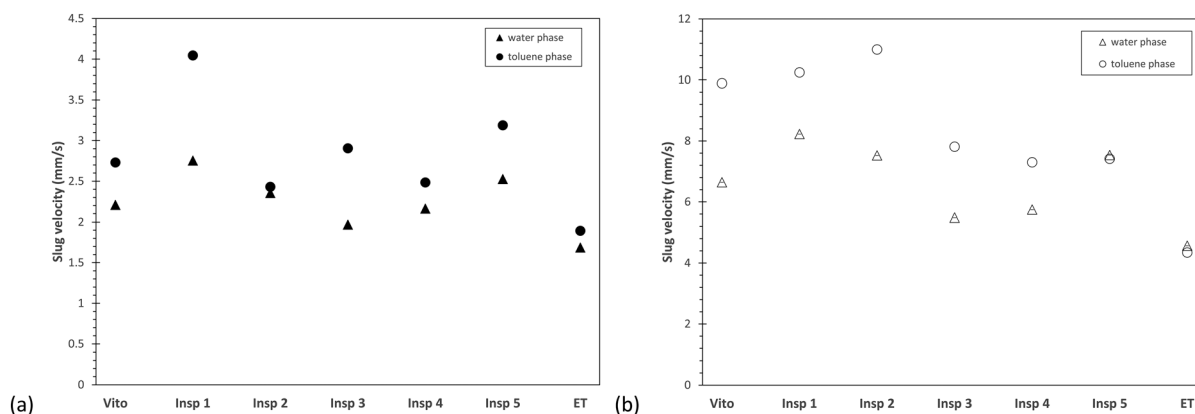 4.5
4
3.5
3
2.5
2
1.5
1
0.5
0
Slug velocity (mm/s)
water phase
toluene phase
Vito Insp 1 Insp 2 Insp 3 Insp 4 Insp 5 ET
(a)
12
10
8
6
4
2
0
Slug velocity (mm/s)
water phase
toluene phase
Vito Insp 1 Insp 2 Insp 3 Insp 4 Insp 5 ET
(b)